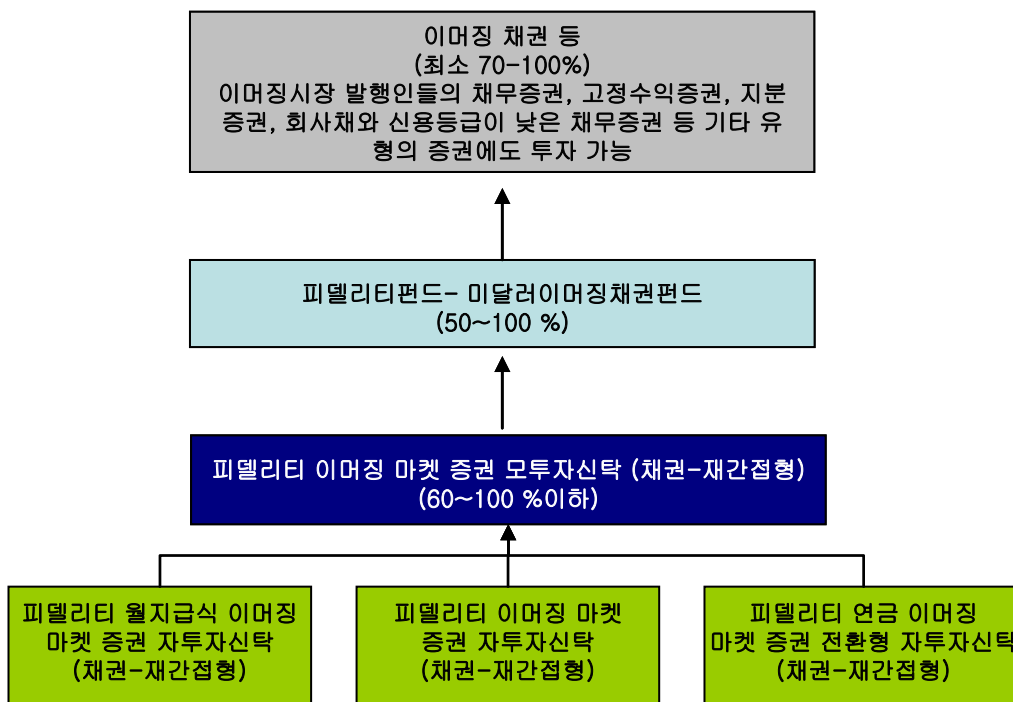 이머징 채권 등
(최소 70-100%)
이머징시장 발행인들의 채무증권, 고정수익증권, 지분
증권, 회사채와 신용등급이 낮은 채무증권 등 기타 유
형의 증권에도 투자 가능
피델리티펀드- 미달러이머징채권펀드
(50~100 %)
피델리티 이머징 마켓 증권 모투자신탁 (채권-재간접형)
(60~100 %이하)
피델리티 월지급식 이머징
마켓 증권 자투자신탁
(채권-재간접형)
피델리티 이머징 마켓
증권 자투자신탁
(채권-재간접형)
피델리티 연금 이머징
마켓 증권 전환형 자투자신탁
(채권-재간접형)